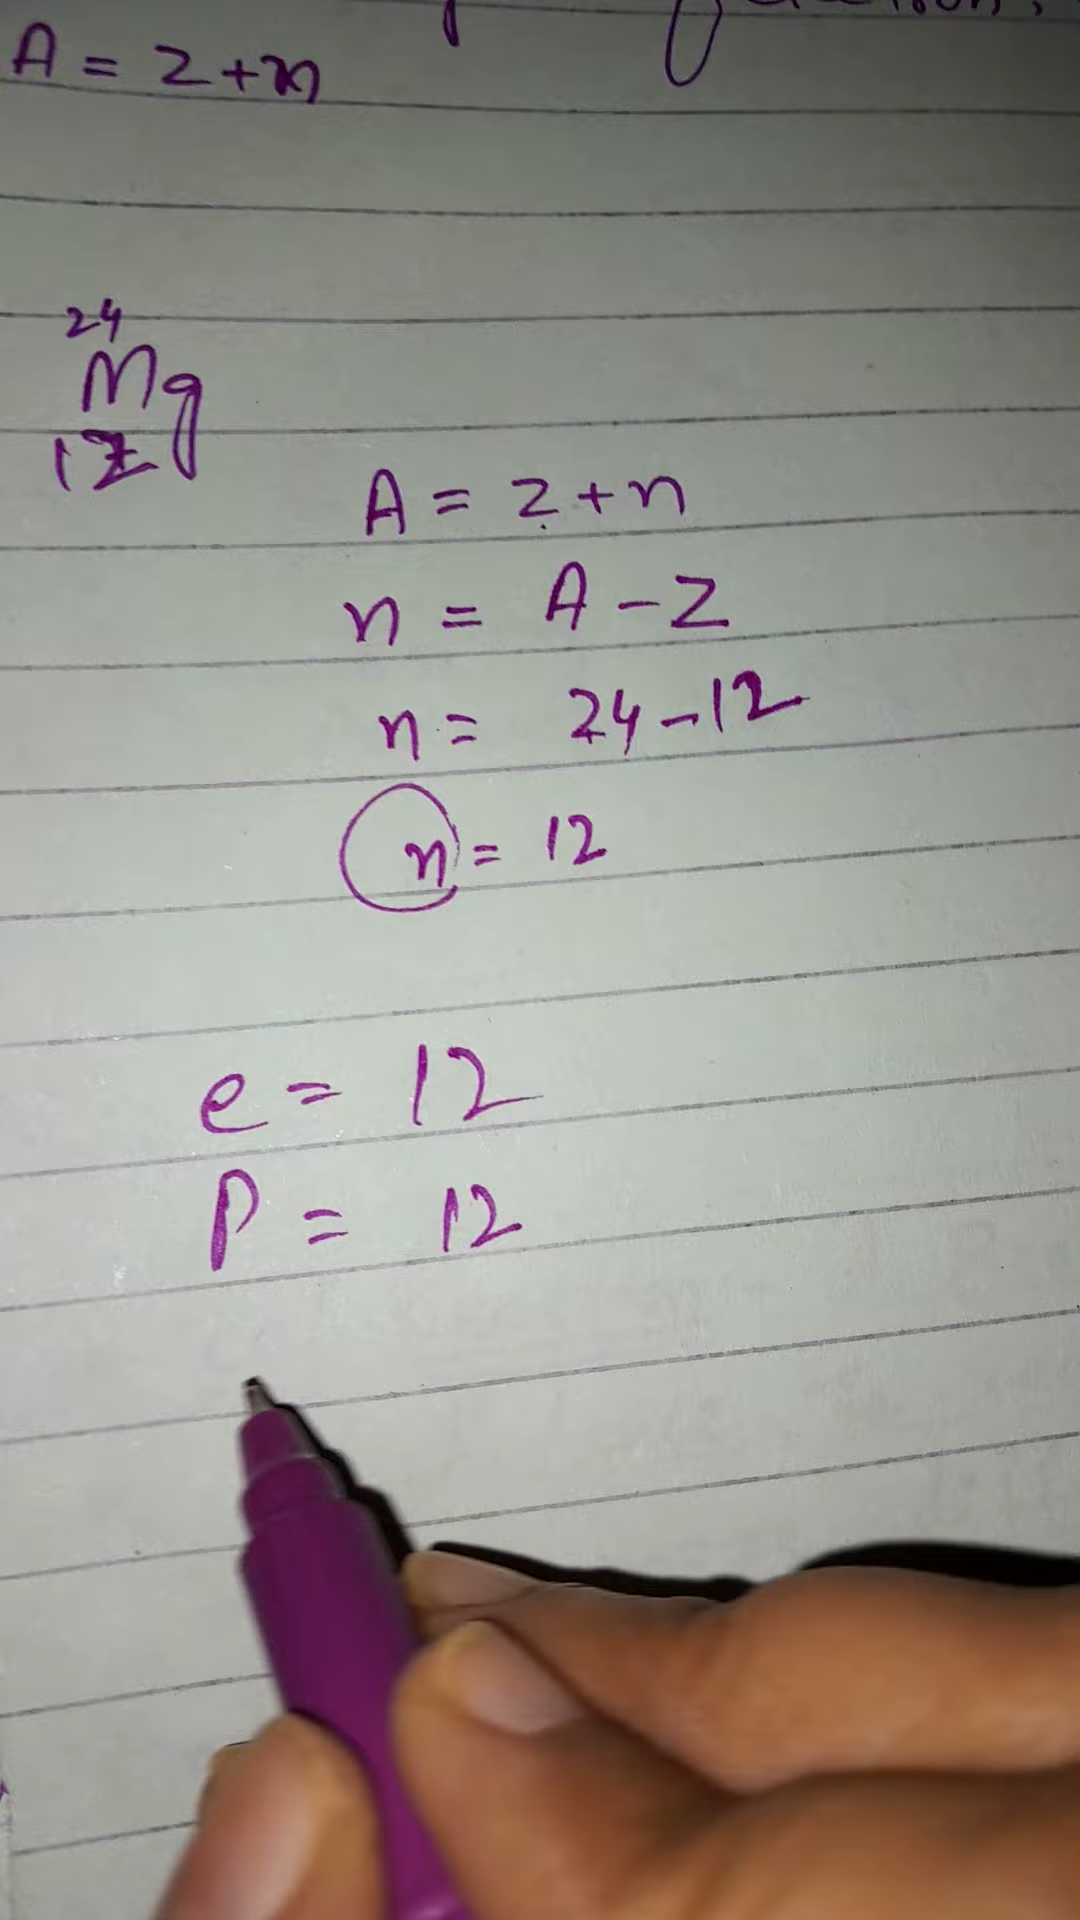 A = Z+n
24
Mg
12
A = Z+n
n = A - Z
n = 24-12
n = 12
e = 12
P = 12